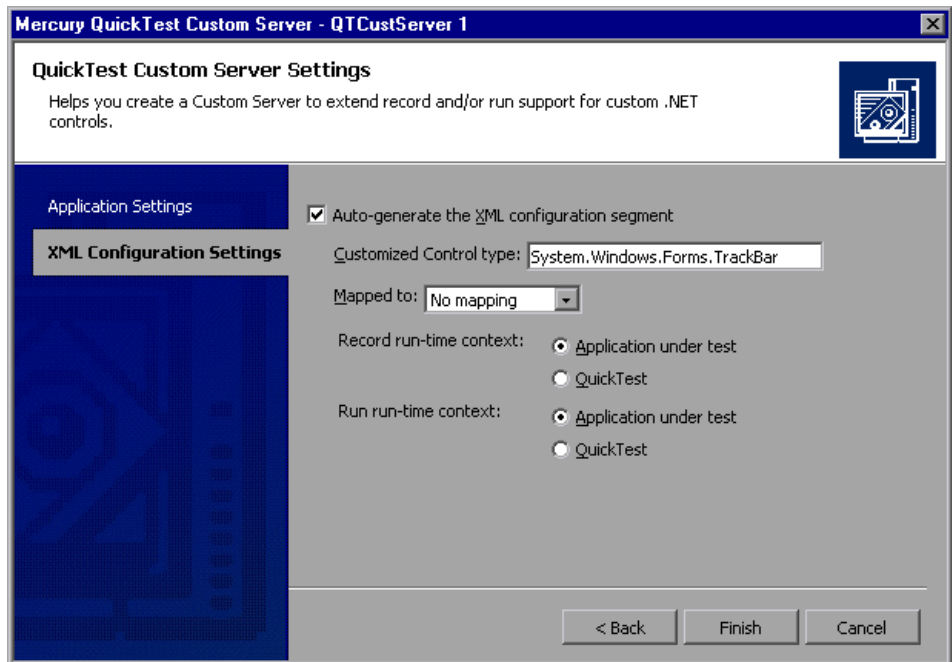 Mercury QuickTest Custom Server - QTCustServer 1
QuickTest Custom Server Settings
Helps you create a Custom Server to extend record and/or run support for custom .NET
controls.
Application Settings
XML Configuration Settings
Auto-generate the XML configuration segment
Customized Control type: System.Windows.Forms.TrackBar
Mapped to: No mapping
Record run-time context: Application under test
QuickTest
Run run-time context: Application under test
QuickTest
< Back Finish Cancel